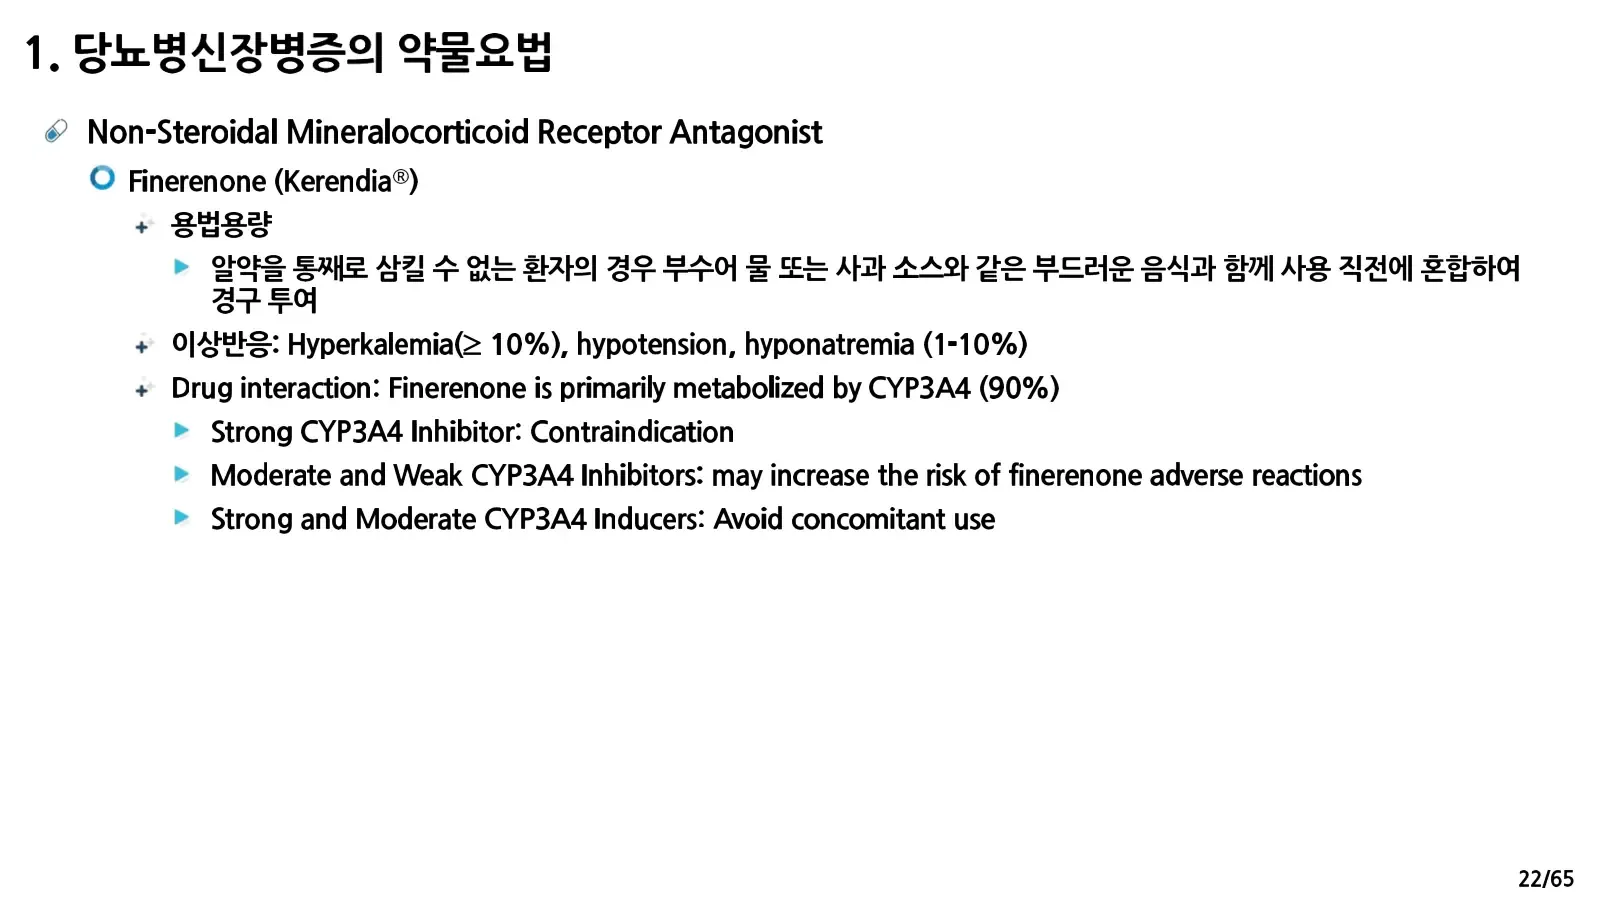 1. 당뇨병신장병증의 약물요법
Non-Steroidal Mineralocorticoid Receptor Antagonist
Finerenone (Kerendia®)
용법용량
알약을 통째로 삼킬 수 없는 환자의 경우 부수어 물 또는 사과 소스와 같은 부드러운 음식과 함께 사용 직전에 혼합하여
경구 투여
이상반응: Hyperkalemia(≥ 10%), hypotension, hyponatremia (1-10%)
Drug interaction: Finerenone is primarily metabolized by CYP3A4 (90%)
Strong CYP3A4 Inhibitor: Contraindication
Moderate and Weak CYP3A4 Inhibitors: may increase the risk of finerenone adverse reactions
Strong and Moderate CYP3A4 Inducers: Avoid concomitant use
22/65